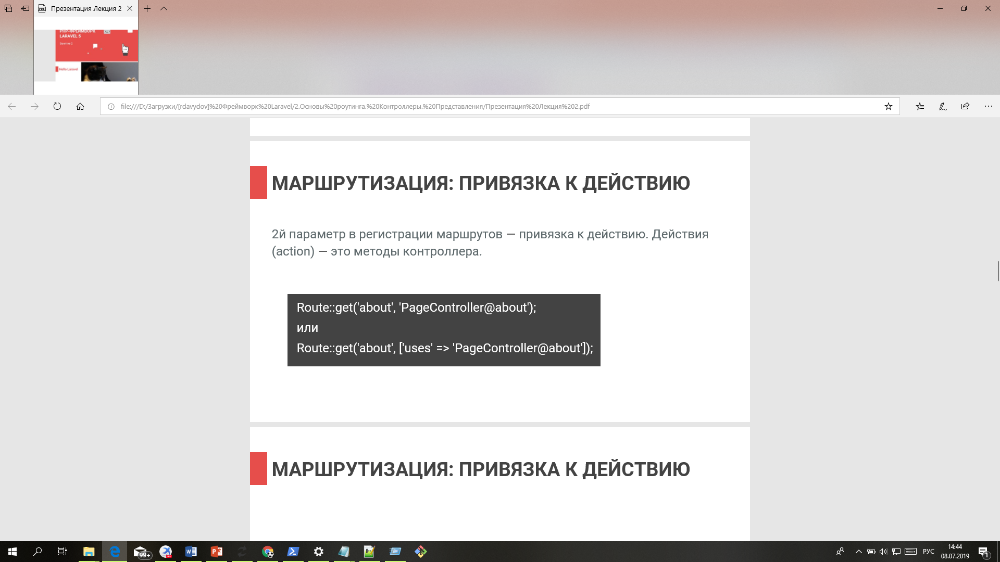 Презентация Лекция 2
PHP-ФРЕЙМВОРК
LARAVEL 5
Занятие 2
Hello Laravel
file:///D:/Загрузки/[rdavydov]%20Фреймворк%20Laravel/2.Основы%20роутинга.%20Контроллеры.%20Представления/Презентация%20Лекция%202.pdf
МАРШРУТИЗАЦИЯ: ПРИВЯЗКА К ДЕЙСТВИЮ
2й параметр в регистрации маршрутов — привязка к действию. Действия
(action) — это методы контроллера.
Route::get('about', 'PageController@about');
или
Route::get('about', ['uses' => 'PageController@about']);
МАРШРУТИЗАЦИЯ: ПРИВЯЗКА К ДЕЙСТВИЮ
99+
РУС
14:44
08.07.2019
1